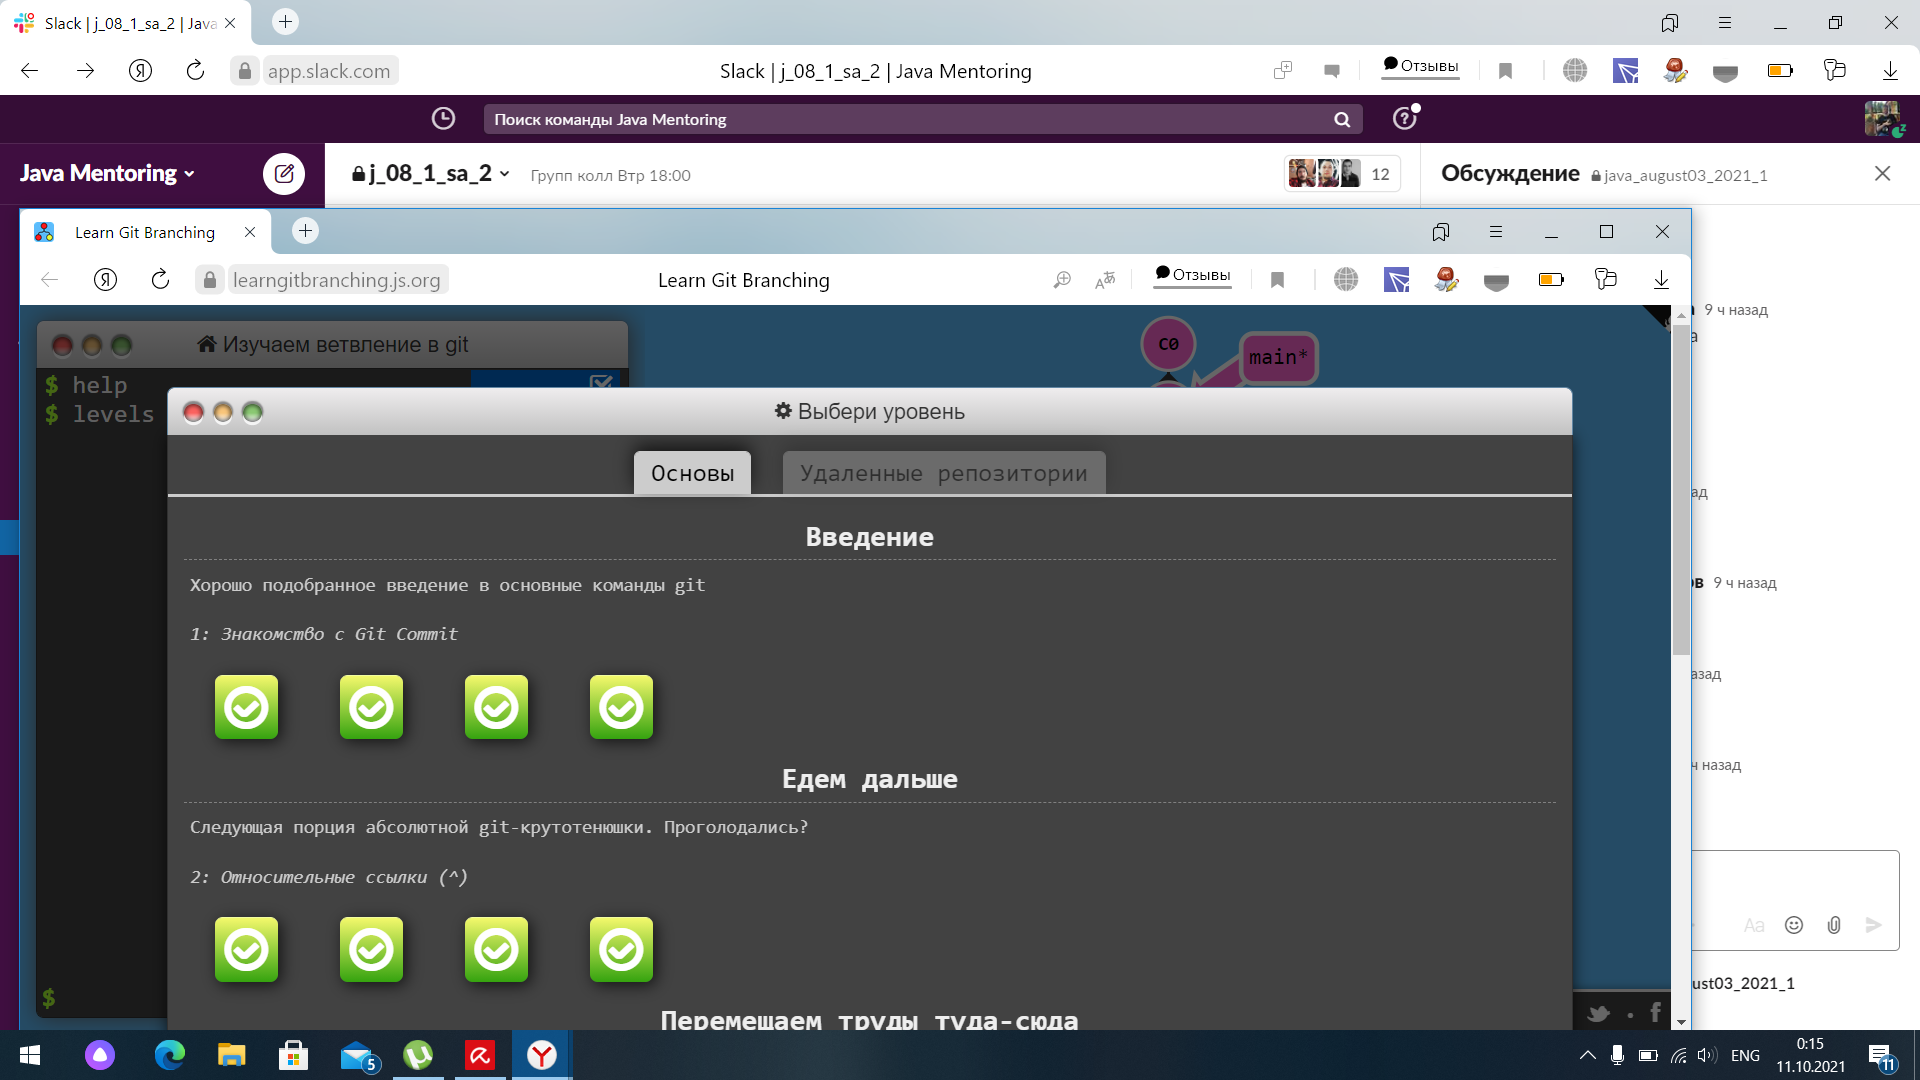 Slack | j_08_1_sa_2 | Java
app.slack.com
Slack | j_08_1_sa_2 | Java Mentoring
Отзывы
Поиск команды Java Mentoring
Java Mentoring
j_08_1_sa_2
Групп колл Втр 18:00
12
Обсуждение
java_august03_2021_1
Learn Git Branching
learngitbranching.js.org
Learn Git Branching
Отзывы
9 ч назад
Изучаем ветвление в git
$ help
$ levels
C0
main*
Выбери уровень
Основы
Удаленные репозитории
Введение
Хорошо подобранное введение в основные команды git
1: Знакомство с Git Commit
9 ч назад
Едем дальше
ч назад
Следующая порция абсолютной git-крутотенюшки. Проголодались?
2: Относительные ссылки (^)
Aa
ust03_2021_1
$
Перемещаем труды туда-сюда
5
ENG
0:15
11.10.2021
11